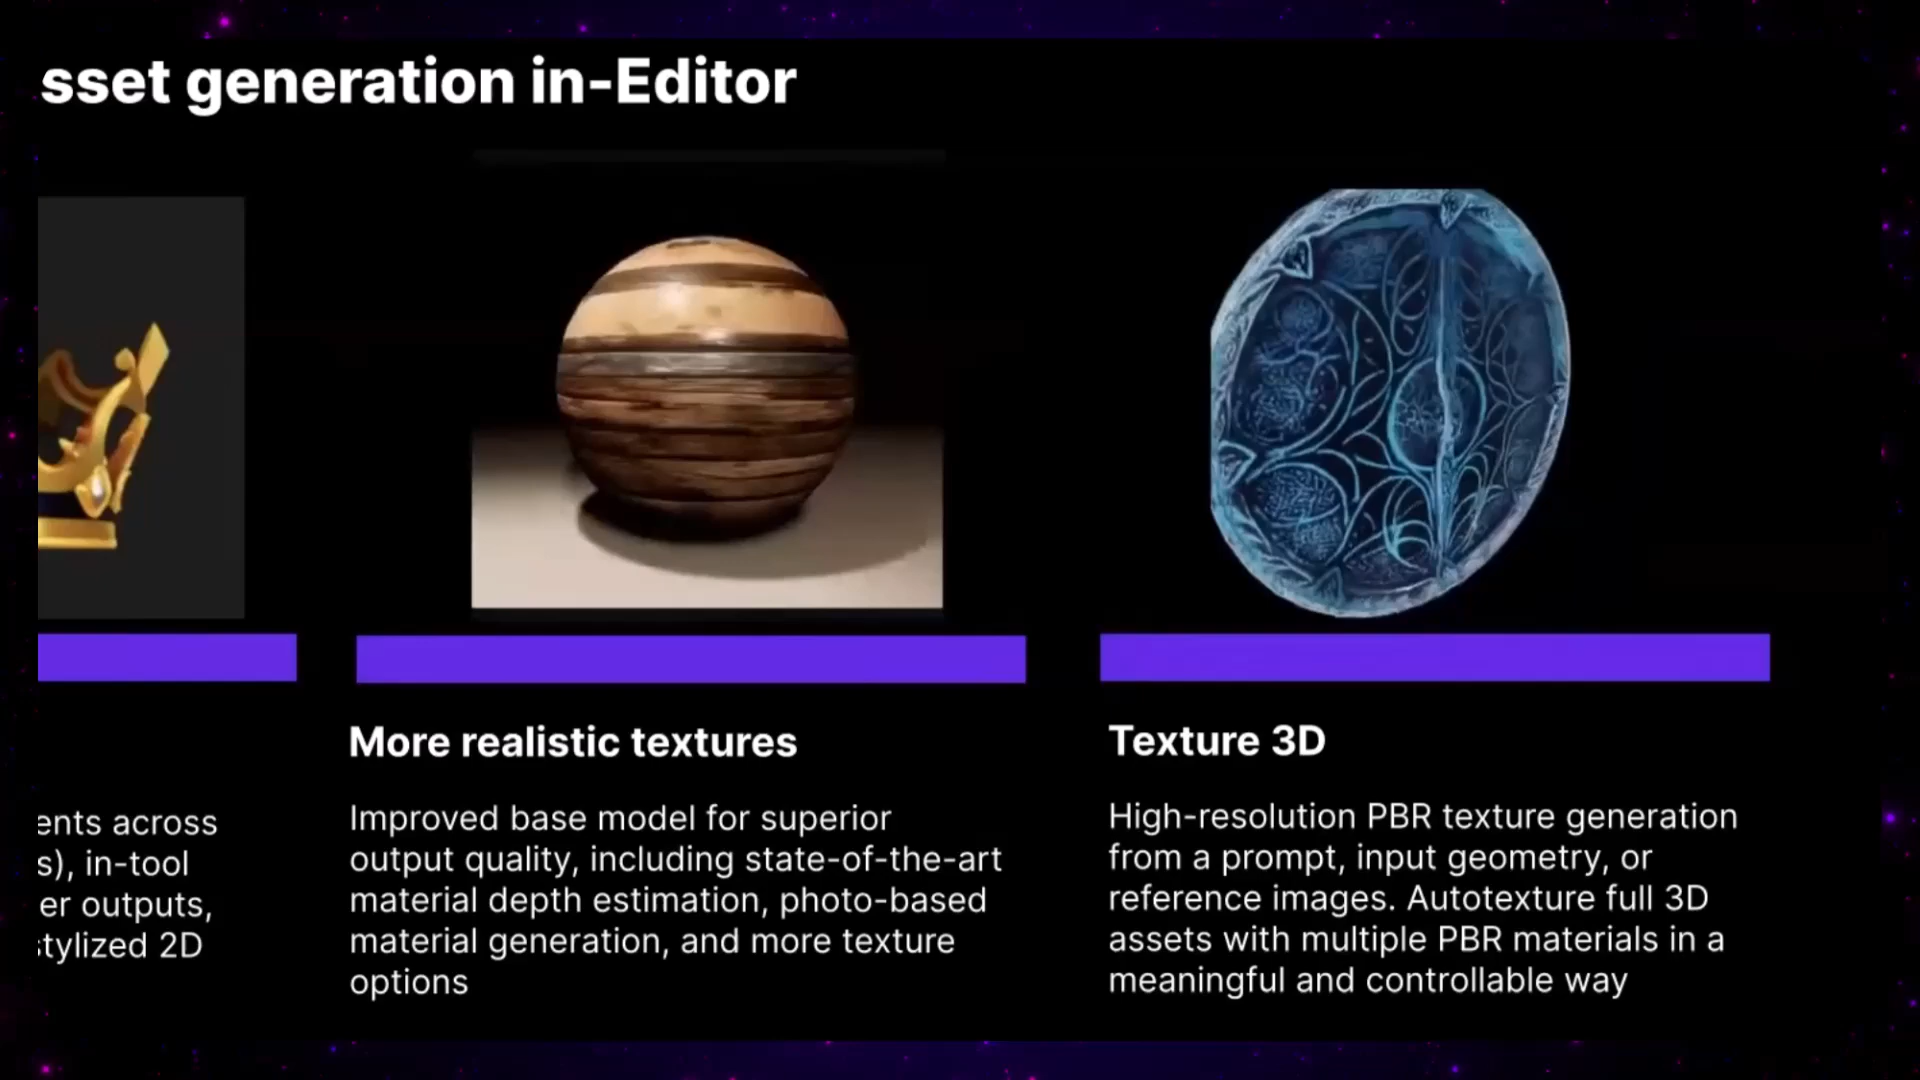 sset generation in-Editor
ents across
s), in-tool
er outputs,
stylized 2D
More realistic textures
Improved base model for superior
output quality, including state-of-the-art
material depth estimation, photo-based
material generation, and more texture
options
Texture 3D
High-resolution PBR texture generation
from a prompt, input geometry, or
reference images. Autotexture full 3D
assets with multiple PBR materials in a
meaningful and controllable way